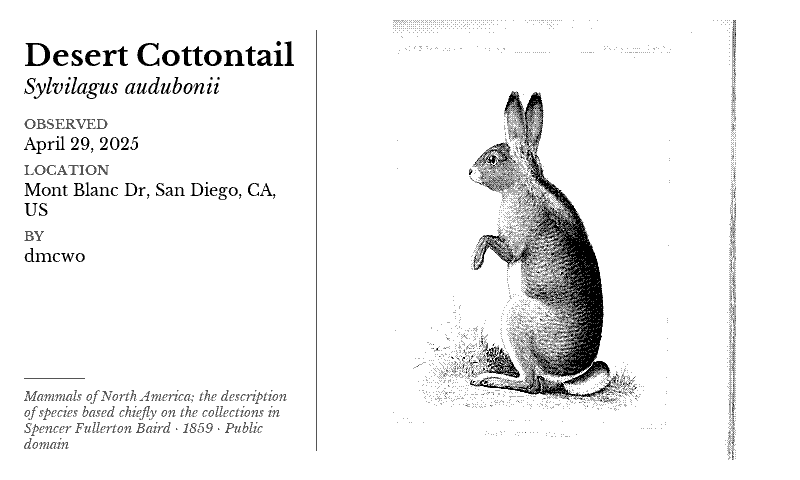 Desert Cottontail
Sylvilagus audubonii
OBSERVED
April 29, 2025
LOCATION
Mont Blanc Dr, San Diego, CA,
US
BY
dmcwo
Mammals of North America; the description
of species based chiefly on the collections in
Spencer Fullerton Baird · 1859 · Public
domain